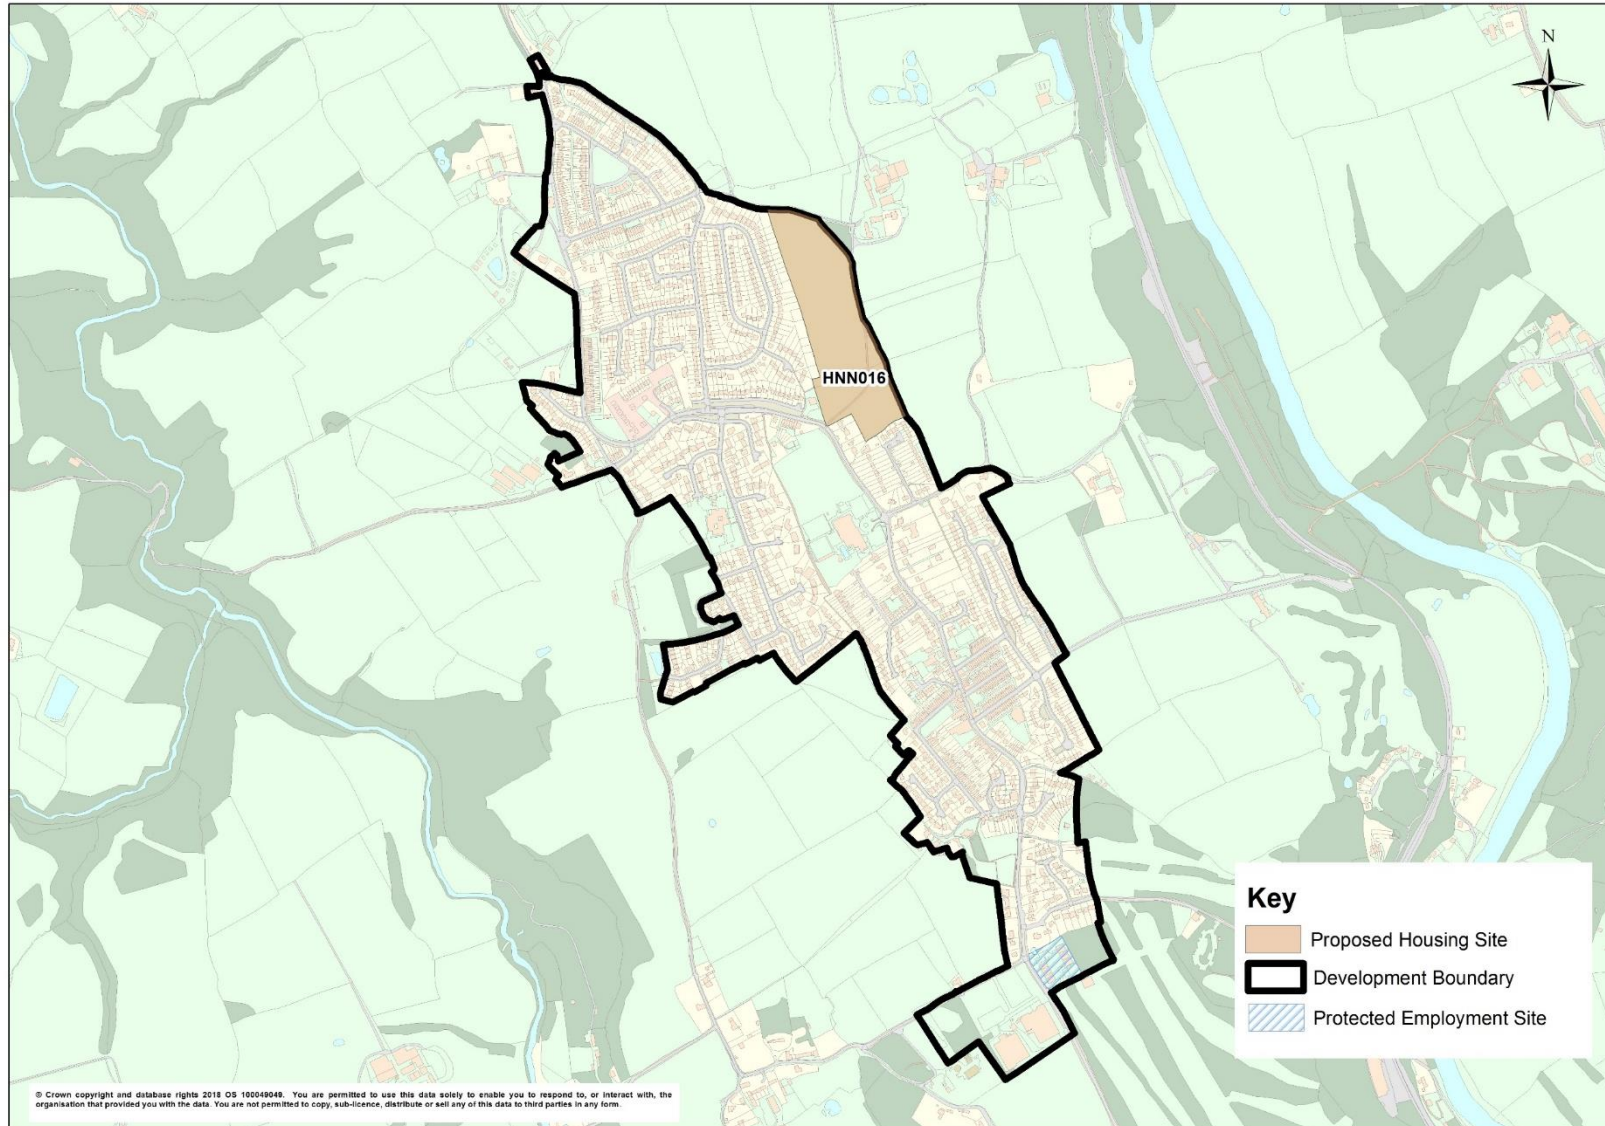 N
HNN016
Key
Proposed Housing Site
Development Boundary
Protected Employment Site
© Crown copyright and database rights 2018 OS 100049049. You are permitted to use this data solely to enable you to respond to, or interact with, the
organisation that provided you with the data. You are not permitted to copy, sub-licence, distribute or sell any of this data to third parties in any form.